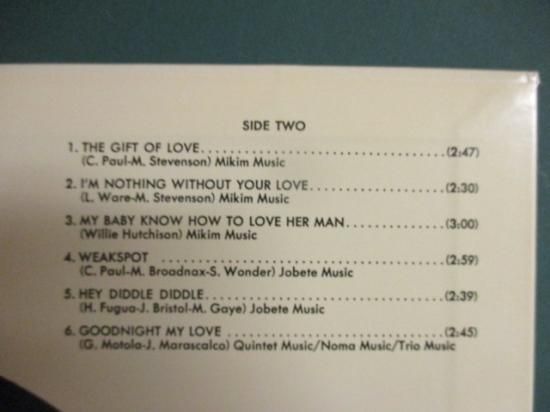 SIDE TWO
1. THE GIFT OF LOVE........................................(2:47)
(C. Paul-M. Stevenson) Mikim Music
2. I'M NOTHING WITHOUT YOUR LOVE......................(2:30)
(L. Ware-M. Stevenson) Mikim Music
3. MY BABY KNOW HOW TO LOVE HER MAN................(3:00)
(Willie Hutchison) Mikim Music
4. WEAKSPOT ..............................................(2:59)
(C. Paul-M. Broadnax-S. Wonder) Jobete Music
5. HEY DIDDLE DIDDLE.......................................(2:39)
(H. Fugua-J. Bristol-M. Gaye) Jobete Music
6. GOODNIGHT MY LOVE ...................................(2:45)
(G. Motola-J. Marascalco) Quintet Music/Noma Music/Trio Music